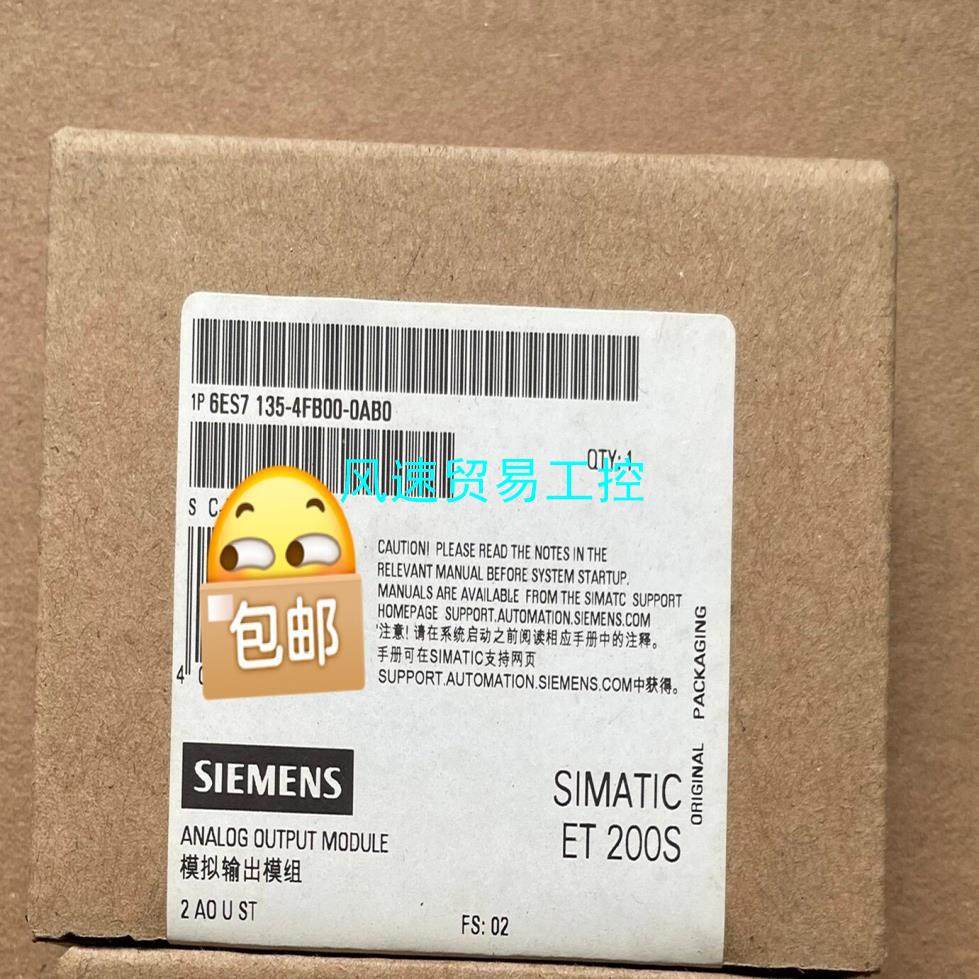 1P 6ES7 135-4FB00-0AB0
QTY: 1
风速贸易工控
S C-
CAUTION! PLEASE READ THE NOTES IN THE
RELEVANT MANUAL BEFORE SYSTEM STARTUP.
MANUALS ARE AVAILABLE FROM THE SIMATC SUPPORT
HOMEPAGE SUPPORT.AUTOMATION.SIEMENS.COM
注意! 请在系统启动之前阅读相应手册中的注释。
手册可在SIMATIC支持网页
SUPPORT.AUTOMATION.SIEMENS.COM中获得。
包邮
4
ORIGINAL PACKAGING
SIEMENS
SIMATIC
ET 200S
ANALOG OUTPUT MODULE
模拟输出模组
2 AO U ST
FS: 02